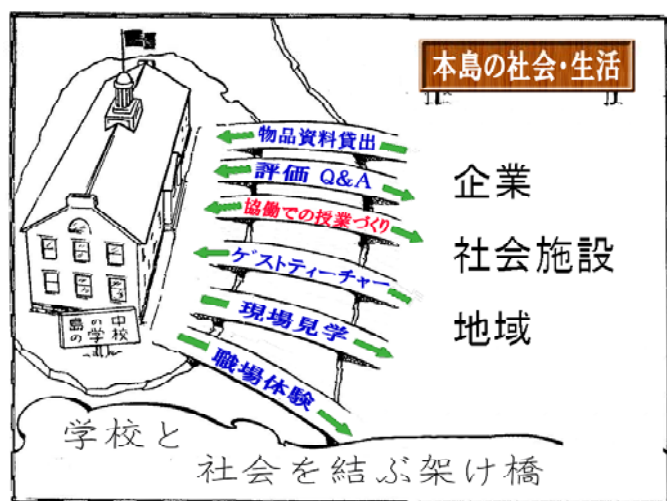 本島の社会・生活
物品資料貸出
評価 Q&A
協働での授業づくり
ゲストティーチャー
現場見学
職場体験
企業
社会施設
地域
島の中
の学校
学校と
社会を結ぶ架け橋